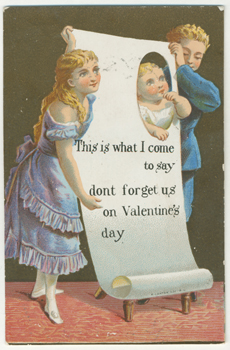 This is what I come
to say
dont forget us
on Valentine's
day